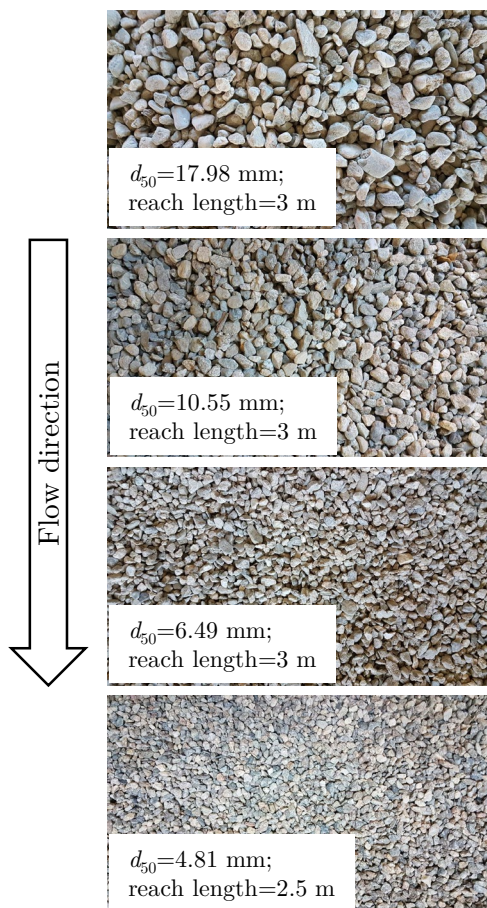 d50=17.98 mm;
reach length=3 m
Flow direction
d50=10.55 mm;
reach length=3 m
d50=6.49 mm;
reach length=3 m
d50=4.81 mm;
reach length=2.5 m